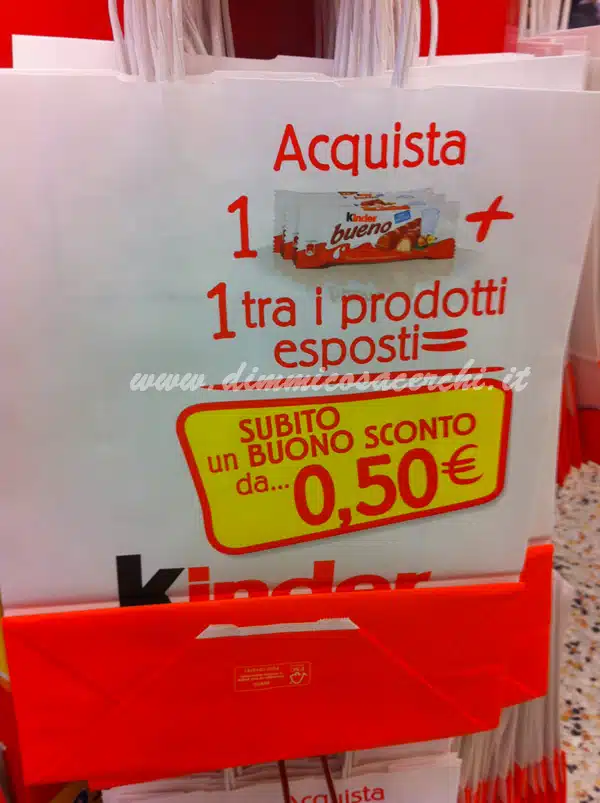 Acquista
1 kinder bueno +
1 tra i prodotti
esposti=
www.dimmicosacerchi.it
SUBITO
un BUONO SCONTO
da... 0,50€
kinder
Acquista